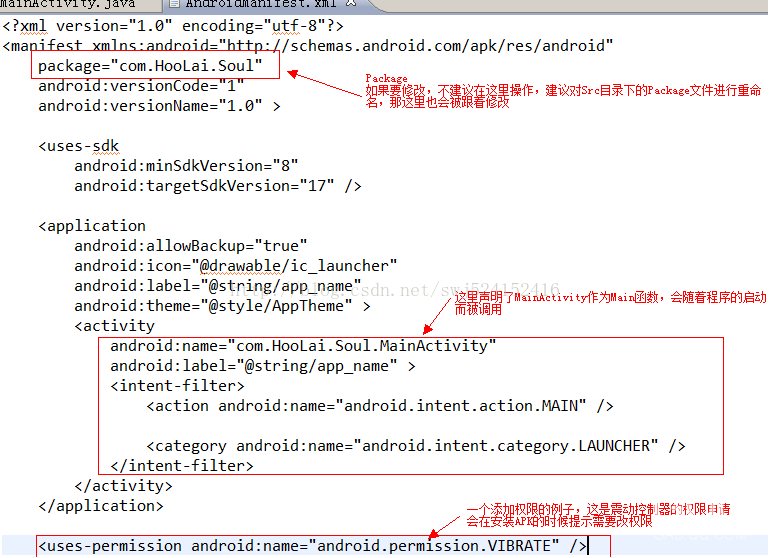 MainActivity.java
AndroidManifest.xml
<?xml version="1.0" encoding="utf-8"?>
<manifest xmlns:android="http://schemas.android.com/apk/res/android"
package="com.HooLai.Soul"
android:versionCode="1"
android:versionName="1.0" >
Package
如果要修改，不建议在这里操作，建议对Src目录下的Package文件进行重命
名，那这里也会被跟着修改
<uses-sdk
android:minSdkVersion="8"
android:targetSdkVersion="17" />
<application
android:allowBackup="true"
android:icon="@drawable/ic_launcher"
android:label="@string/app_name"
http://blog.csdn.net/swj524152416
android:theme="@style/AppTheme" >
这里声明了MainActivity作为Main函数，会随着程序的启动
而被调用
<activity
android:name="com.HooLai.Soul.MainActivity"
android:label="@string/app_name" >
<intent-filter>
<action android:name="android.intent.action.MAIN" />
<category android:name="android.intent.category.LAUNCHER" />
</intent-filter>
</activity>
</application>
一个添加权限的例子，这是震动控制器的权限申请
会在安装APK的时候提示需要改权限
<uses-permission android:name="android.permission.VIBRATE" />